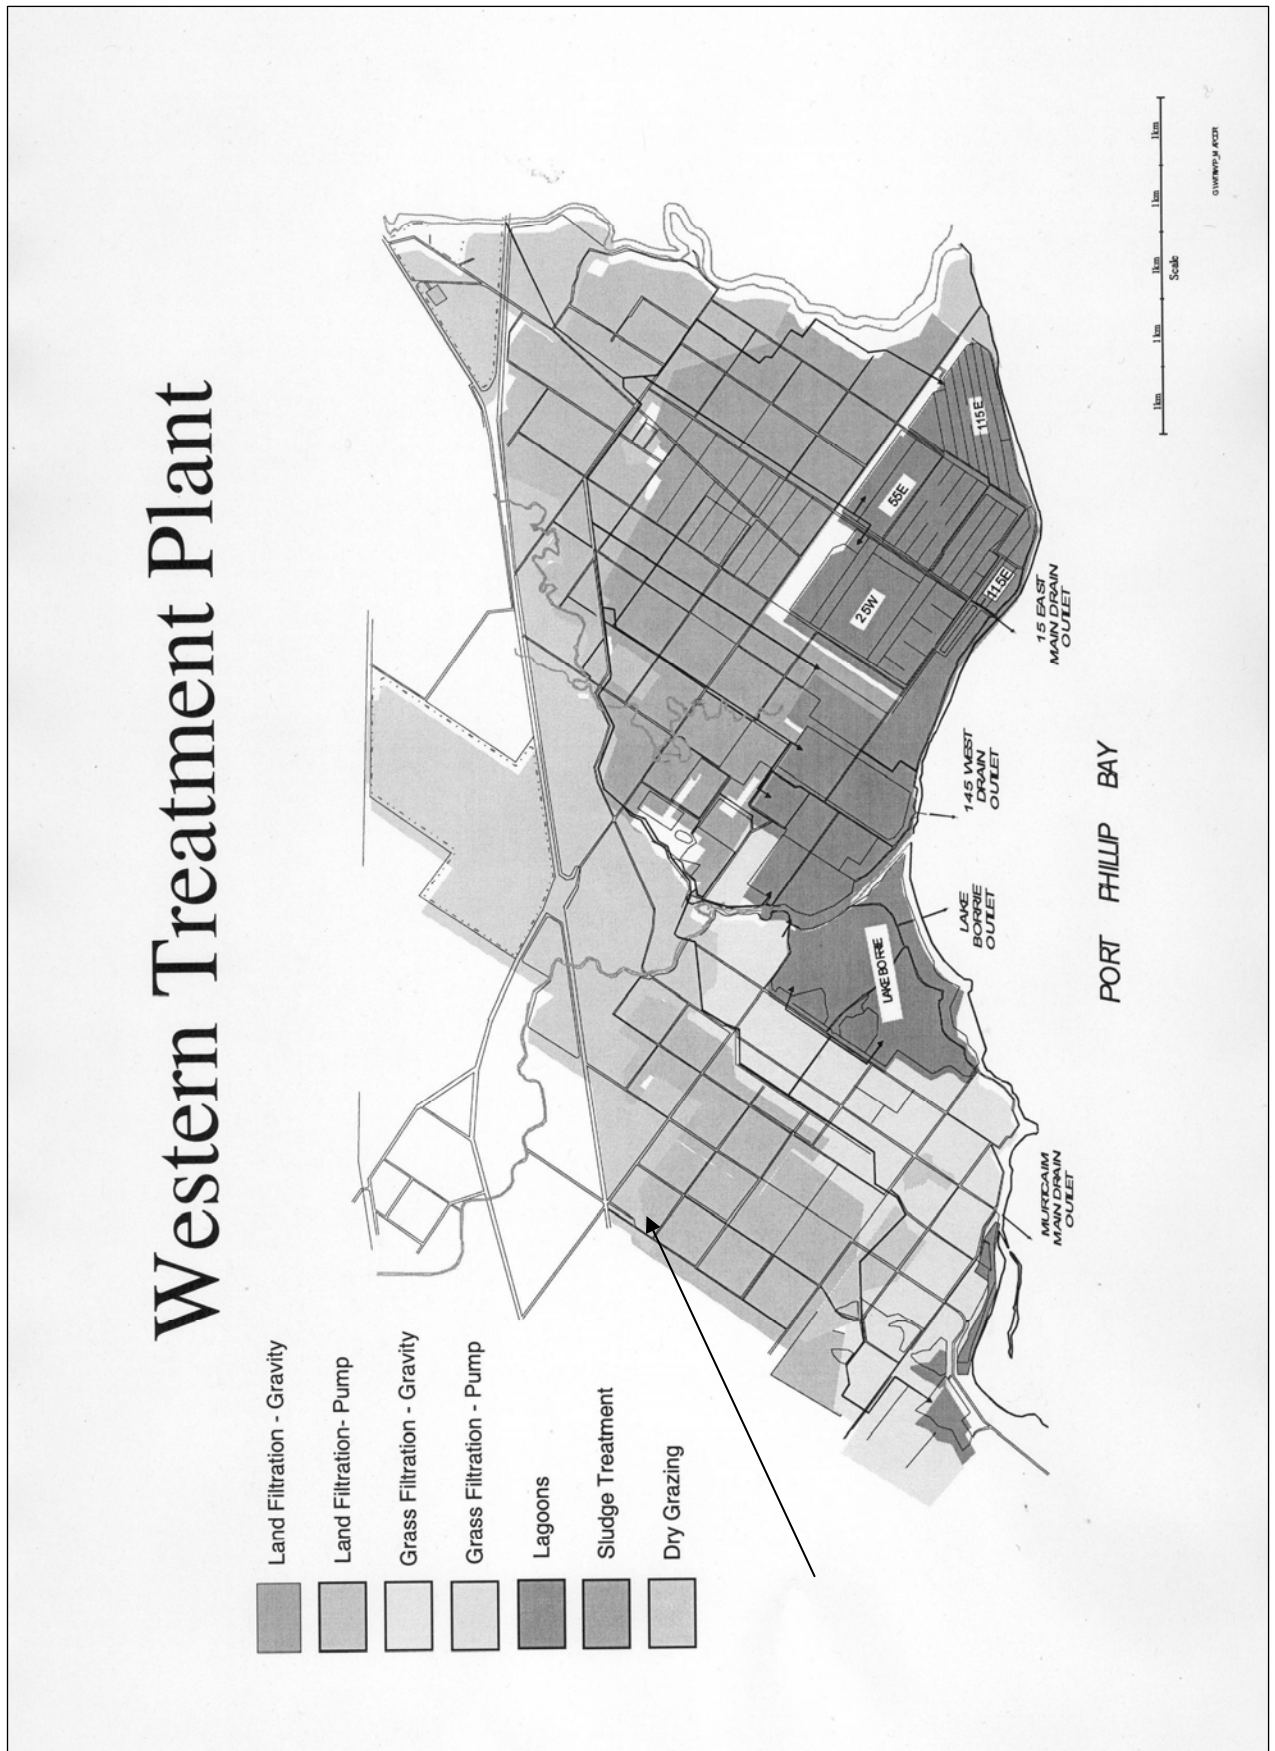 Western Treatment Plant
Land Filtration - Gravity
Land Filtration- Pump
Grass Filtration - Gravity
Grass Filtration - Pump
Lagoons
Sludge Treatment
Dry Grazing
115E
55E
25W
115E
LAKE BORRIE
15 EAST
MAIN DRAIN
OUTLET
145 WEST
DRAIN
OUTLET
LAKE
BORRIE
OUTLET
MURTCAIM
MAIN DRAIN
OUTLET
PORT PHILLIP BAY
1km
1km
1km
1km
1km
Scale